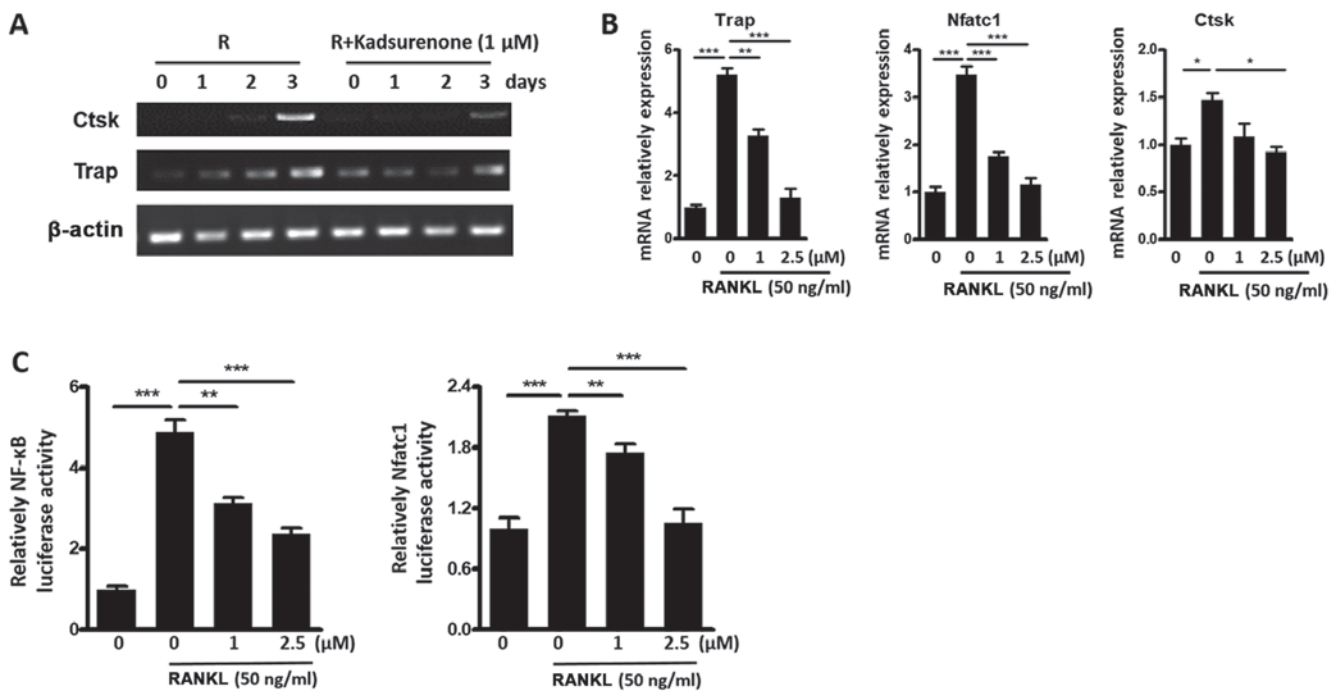 A
R R+Kadsurenone (1 μM)
0 1 2 3 0 1 2 3 days
Ctsk
Trap
β-actin
B
Trap
mRNA relatively expression
6
4
2
0
*** ** ***
0 0 1 2.5 (μM)
RANKL (50 ng/ml)
Nfatc1
mRNA relatively expression
4
3
2
1
0
*** *** ***
0 0 1 2.5 (μM)
RANKL (50 ng/ml)
Ctsk
mRNA relatively expression
2.0
1.5
1.0
0.5
0.0
* *
0 0 1 2.5 (μM)
RANKL (50 ng/ml)
C
Relatively NF-κB
luciferase activity
6
4
2
0
***
*** **
0 0 1 2.5 (μM)
RANKL (50 ng/ml)
Relatively Nfatc1
luciferase activity
2.4
1.8
1.2
0.6
0.0
***
*** **
0 0 1 2.5 (μM)
RANKL (50 ng/ml)